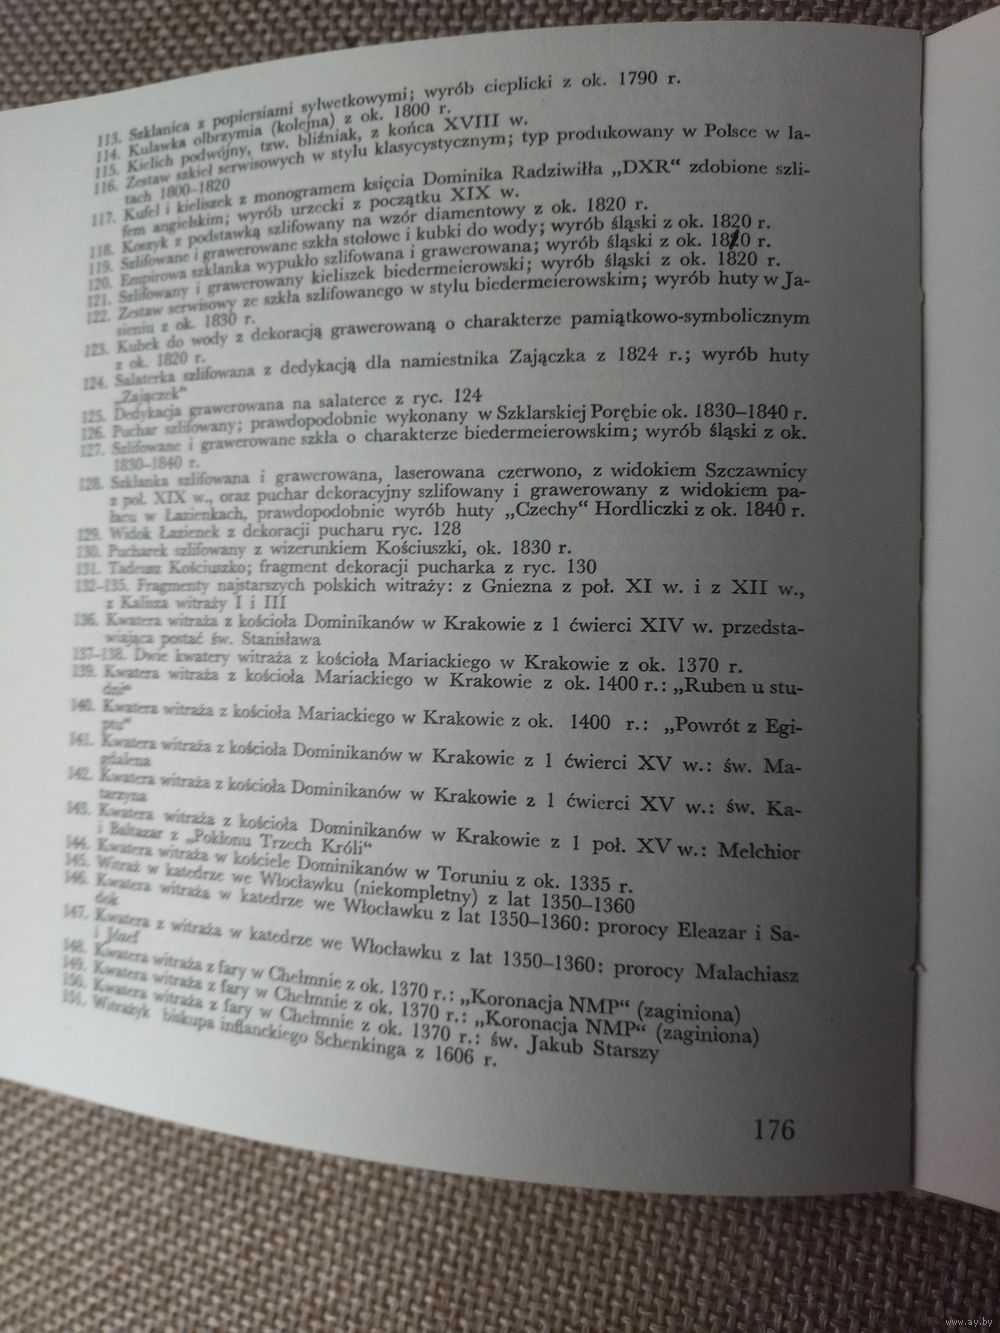 113. Szklanica z popiersiami sylwetkowymi; wyrób cieplicki z ok. 1790 r.
114. Kulawka olbrzymia (kolejna) z ok. 1800 r.
115. Kielich podwójny, tzw. bliźniak, z końca XVIII w.
116. Zestaw szkieł serwisowych w stylu klasycystycznym; typ produkowany w Polsce w la-
tach 1800–1820
117. Kufel i kieliszek z monogramem księcia Dominika Radziwiłła „DXR“ zdobione szli-
fem angielskim; wyrób urzecki z początku XIX w.
118. Koszyk z podstawką szlifowany na wzór diamentowy z ok. 1820 r.
119. Szlifowane i grawerowane szkła stołowe i kubki do wody; wyrób śląski z ok. 1820 r.
120. Empirowa szklanka wypukło szlifowana i grawerowana; wyrób śląski z ok. 1820 r.
121. Szlifowany i grawerowany kieliszek biedermeierowski; wyrób śląski z ok. 1820 r.
122. Zestaw serwisowy ze szkła szlifowanego w stylu biedermeierowskim; wyrób huty w Ja-
sieniu z ok. 1830 r.
123. Kubek do wody z dekoracją grawerowaną o charakterze pamiątkowo-symbolicznym
z ok. 1820 r.
124. Salaterka szlifowana z dedykacją dla namiestnika Zajączka z 1824 r.; wyrób huty
„Zajączek“
125. Dedykacja grawerowana na salaterce z ryc. 124
126. Puchar szlifowany; prawdopodobnie wykonany w Szklarskiej Porębie ok. 1830–1840 r.
127. Szlifowane i grawerowane szkła o charakterze biedermeierowskim; wyrób śląski z ok.
1830–1840 r.
128. Szklanka szlifowana i grawerowana, laserowana czerwono, z widokiem Szczawnicy
z poł. XIX w., oraz puchar dekoracyjny szlifowany i grawerowany z widokiem pa-
łacu w Łazienkach, prawdopodobnie wyrób huty „Czechy“ Hordliczki z ok. 1840 r.
129. Widok Łazienek z dekoracji pucharu ryc. 128
130. Pucharek szlifowany z wizerunkiem Kościuszki, ok. 1830 r.
131. Tadeusz Kościuszko; fragment dekoracji pucharka z ryc. 130
132–135. Fragmenty najstarszych polskich witraży: z Gniezna z poł. XI w. i z XII w.,
z Kalisza witraży I i III
136. Kwatera witraża z kościoła Dominikanów w Krakowie z 1 ćwierci XIV w. przedsta-
wiająca postać św. Stanisława
137–138. Dwie kwatery witraża z kościoła Mariackiego w Krakowie z ok. 1370 r.
139. Kwatera witraża z kościoła Mariackiego w Krakowie z ok. 1400 r.: „Ruben u stu-
dni“
140. Kwatera witraża z kościoła Mariackiego w Krakowie z ok. 1400 r.: „Powrót z Egi-
ptu“
141. Kwatera witraża z kościoła Dominikanów w Krakowie z 1 ćwierci XV w.: św. Ma-
gdalena
142. Kwatera witraża z kościoła Dominikanów w Krakowie z 1 ćwierci XV w.: św. Ka-
tarzyna
143. Kwatera witraża z kościoła Dominikanów w Krakowie z 1 poł. XV w.: Melchior
i Baltazar z „Pokłonu Trzech Króli“
144. Kwatera witraża w kościele Dominikanów w Toruniu z ok. 1335 r.
145. Witraż w katedrze we Włocławku (niekompletny) z lat 1350–1360
146. Kwatera witraża w katedrze we Włocławku z lat 1350–1360: prorocy Eleazar i Sa-
dok
147. Kwatera z witraża w katedrze we Włocławku z lat 1350–1360: prorocy Malachiasz
i Józef
148. Kwatera witraża z fary w Chełmnie z ok. 1370 r.: „Koronacja NMP“ (zaginiona)
149. Kwatera witraża z fary w Chełmnie z ok. 1370 r.: „Koronacja NMP“ (zaginiona)
150. Kwatera witraża z fary w Chełmnie z ok. 1370 r.: św. Jakub Starszy
151. Witrażyk biskupa inflanckiego Schenkinga z 1606 r.
176
www.ay.by